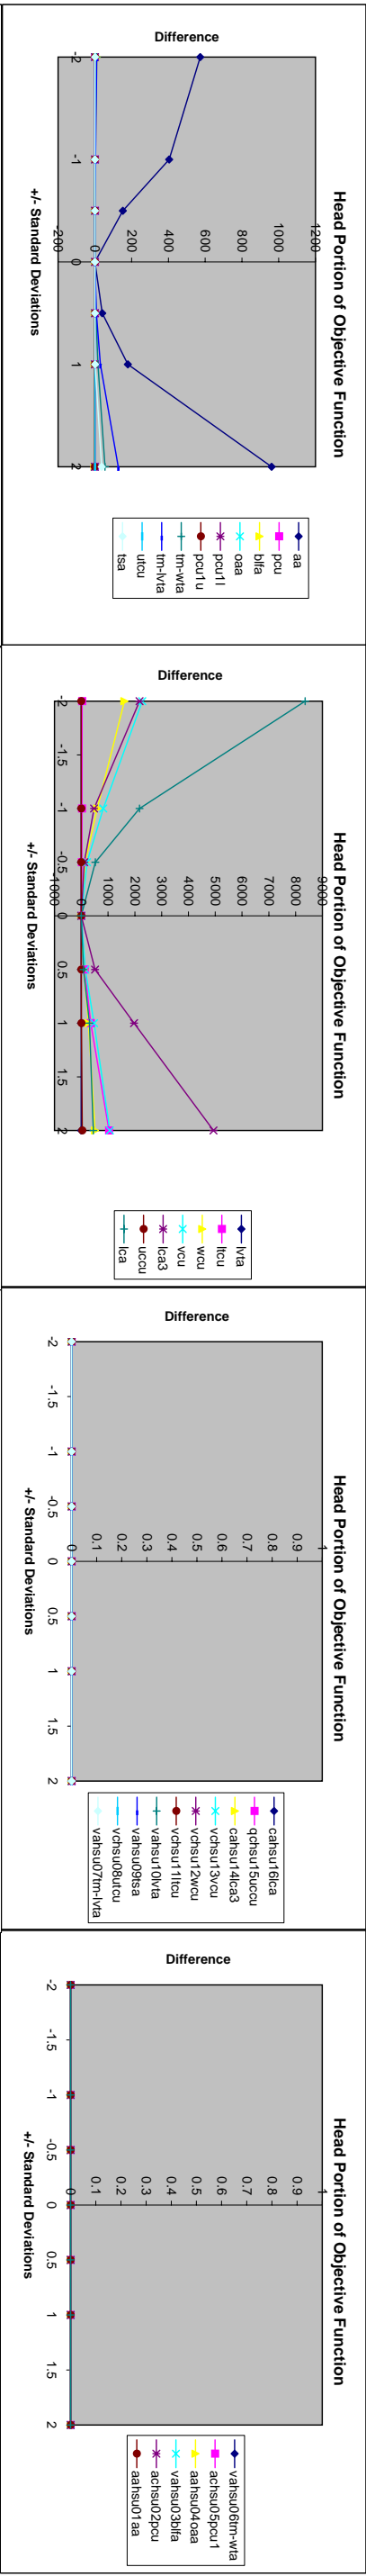 Head Portion of Objective Function
Difference
1200
1000
800
600
400
200
0
-200
-2 -1 0 1 2
+/- Standard Deviations
aa
pcu
blfa
oaa
pcu1l
pcu1u
tm-wta
tm-lvta
utcu
tsa
Head Portion of Objective Function
Difference
9000
8000
7000
6000
5000
4000
3000
2000
1000
0
-1000
-2 -1.5 -1 -0.5 0 0.5 1 1.5 2
+/- Standard Deviations
lvta
ltcu
wcu
vcu
lca3
uccu
lca
Head Portion of Objective Function
Difference
1
0.9
0.8
0.7
0.6
0.5
0.4
0.3
0.2
0.1
0
-2 -1.5 -1 -0.5 0 0.5 1 1.5 2
+/- Standard Deviations
cahsu16lca
qchsu15uccu
cahsu14lca3
vchsu13vcu
vchsu12wcu
vchsu11ltcu
vahsu10lvta
vahsu09tsa
vchsu08utcu
vahsu07tm-lvta
Head Portion of Objective Function
Difference
1
0.9
0.8
0.7
0.6
0.5
0.4
0.3
0.2
0.1
0
-2 -1.5 -1 -0.5 0 0.5 1 1.5 2
+/- Standard Deviations
vahsu06tm-wta
achsu05pcu1
aahsu04oaa
vahsu03blfa
achsu02pcu
aahsu01aa